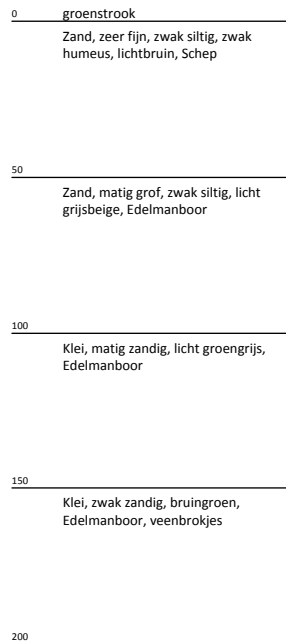 0 groenstrook
Zand, zeer fijn, zwak siltig, zwak
humeus, lichtbruin, Schep
50
Zand, matig grof, zwak siltig, licht
grijsbeige, Edelmanboor
100
Klei, matig zandig, licht groengrijs,
Edelmanboor
150
Klei, zwak zandig, bruingroen,
Edelmanboor, veenbrokjes
200